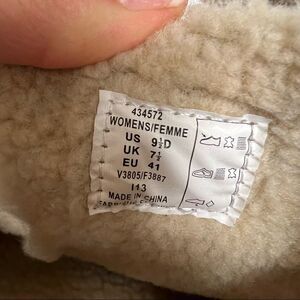 434572
WOMENS/FEMME
US 9½D
UK 7½
EU 41
V3805/F3887
I13
MADE IN CHINA